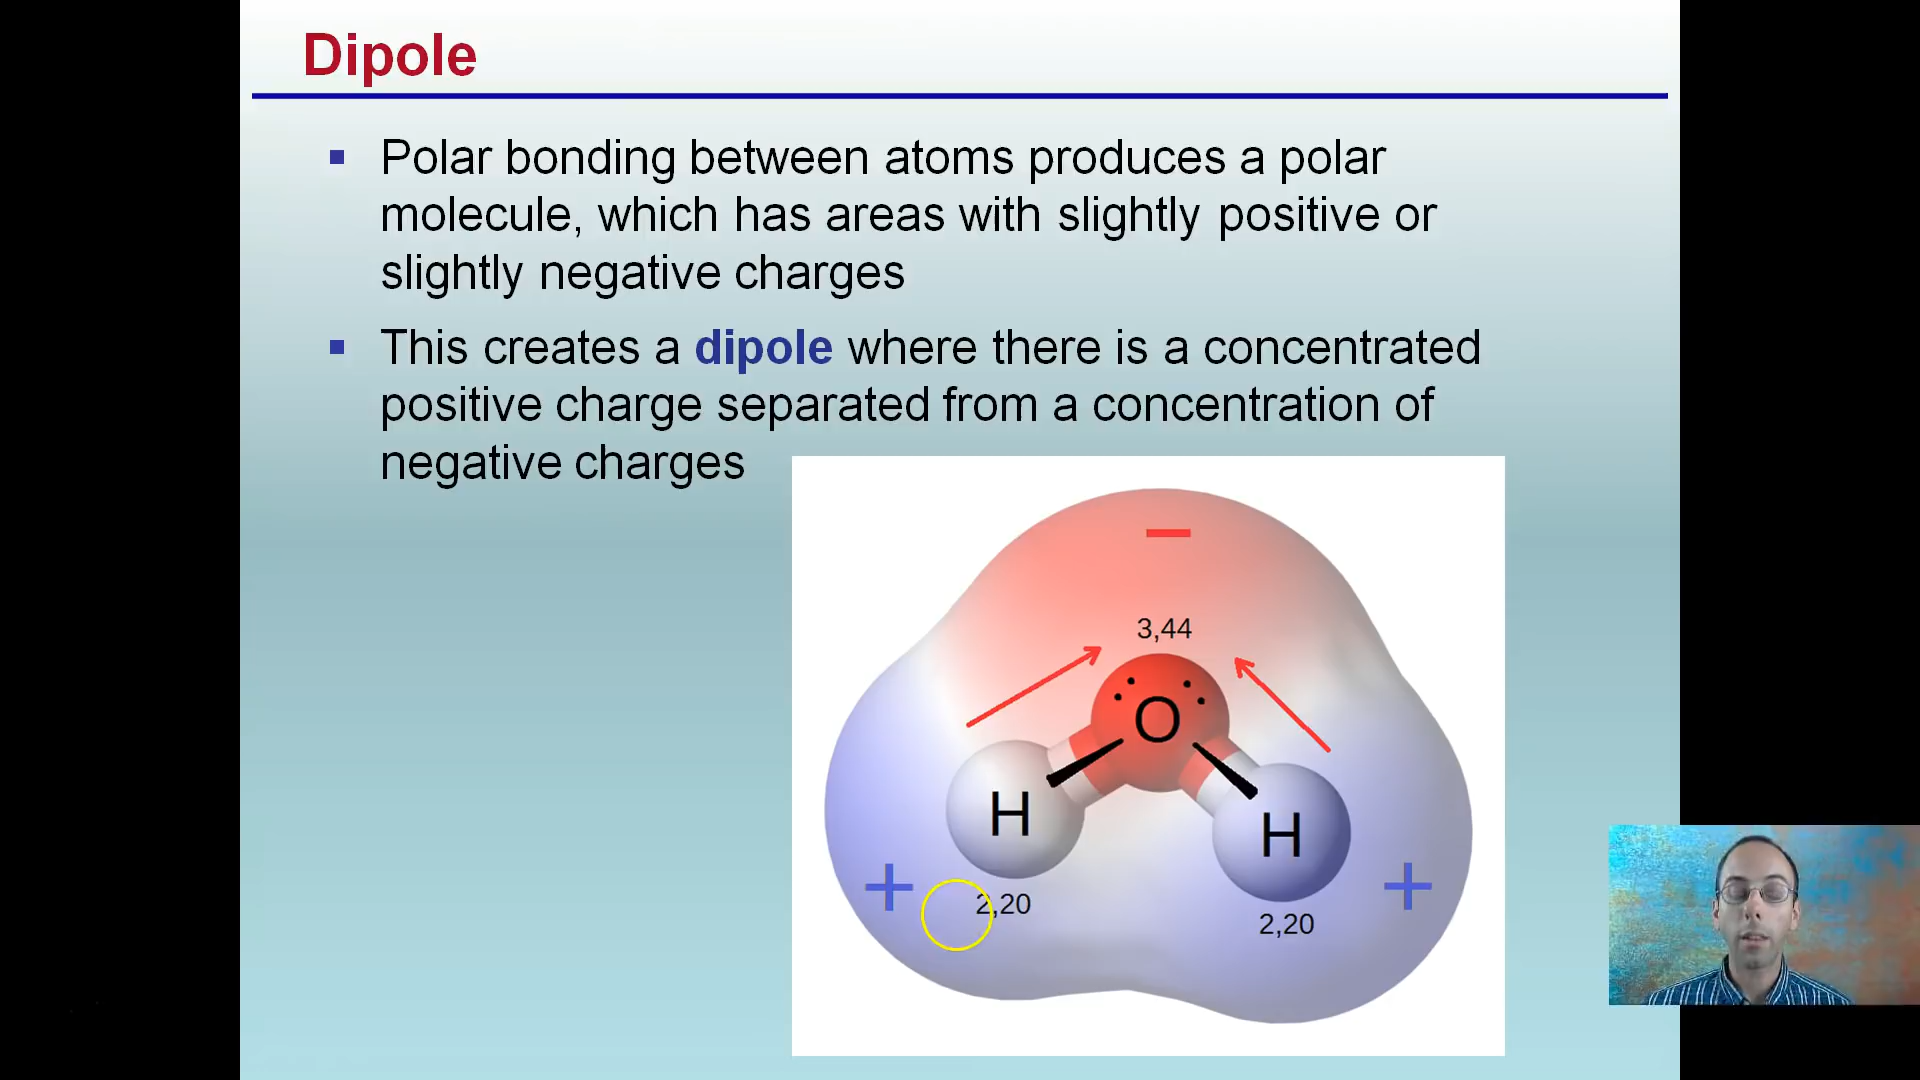 Dipole
Polar bonding between atoms produces a polar
molecule, which has areas with slightly positive or
slightly negative charges
This creates a dipole where there is a concentrated
positive charge separated from a concentration of
negative charges
−
3,44
O
H
H
+
2,20
+
2,20